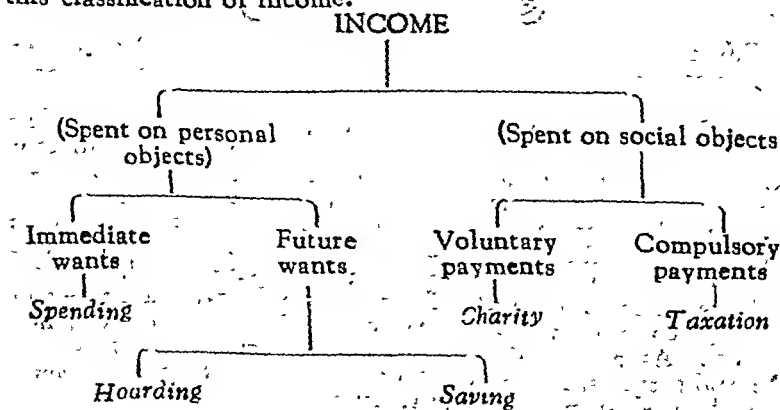 this classification of income.
INCOME
(Spent on personal objects)
(Spent on social objects
Immediate wants
Future wants.
Voluntary payments
Compulsory payments
Spending
Charity
Taxation
Hourding
Saving